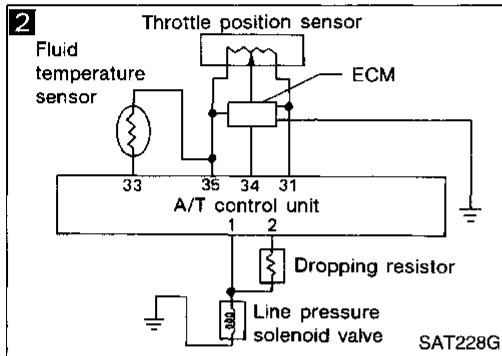 2
Throttle position sensor
Fluid
temperature
sensor
ECM
33 35 34 31
A/T control unit
1 2
Dropping resistor
Line pressure
solenoid valve
SAT228G